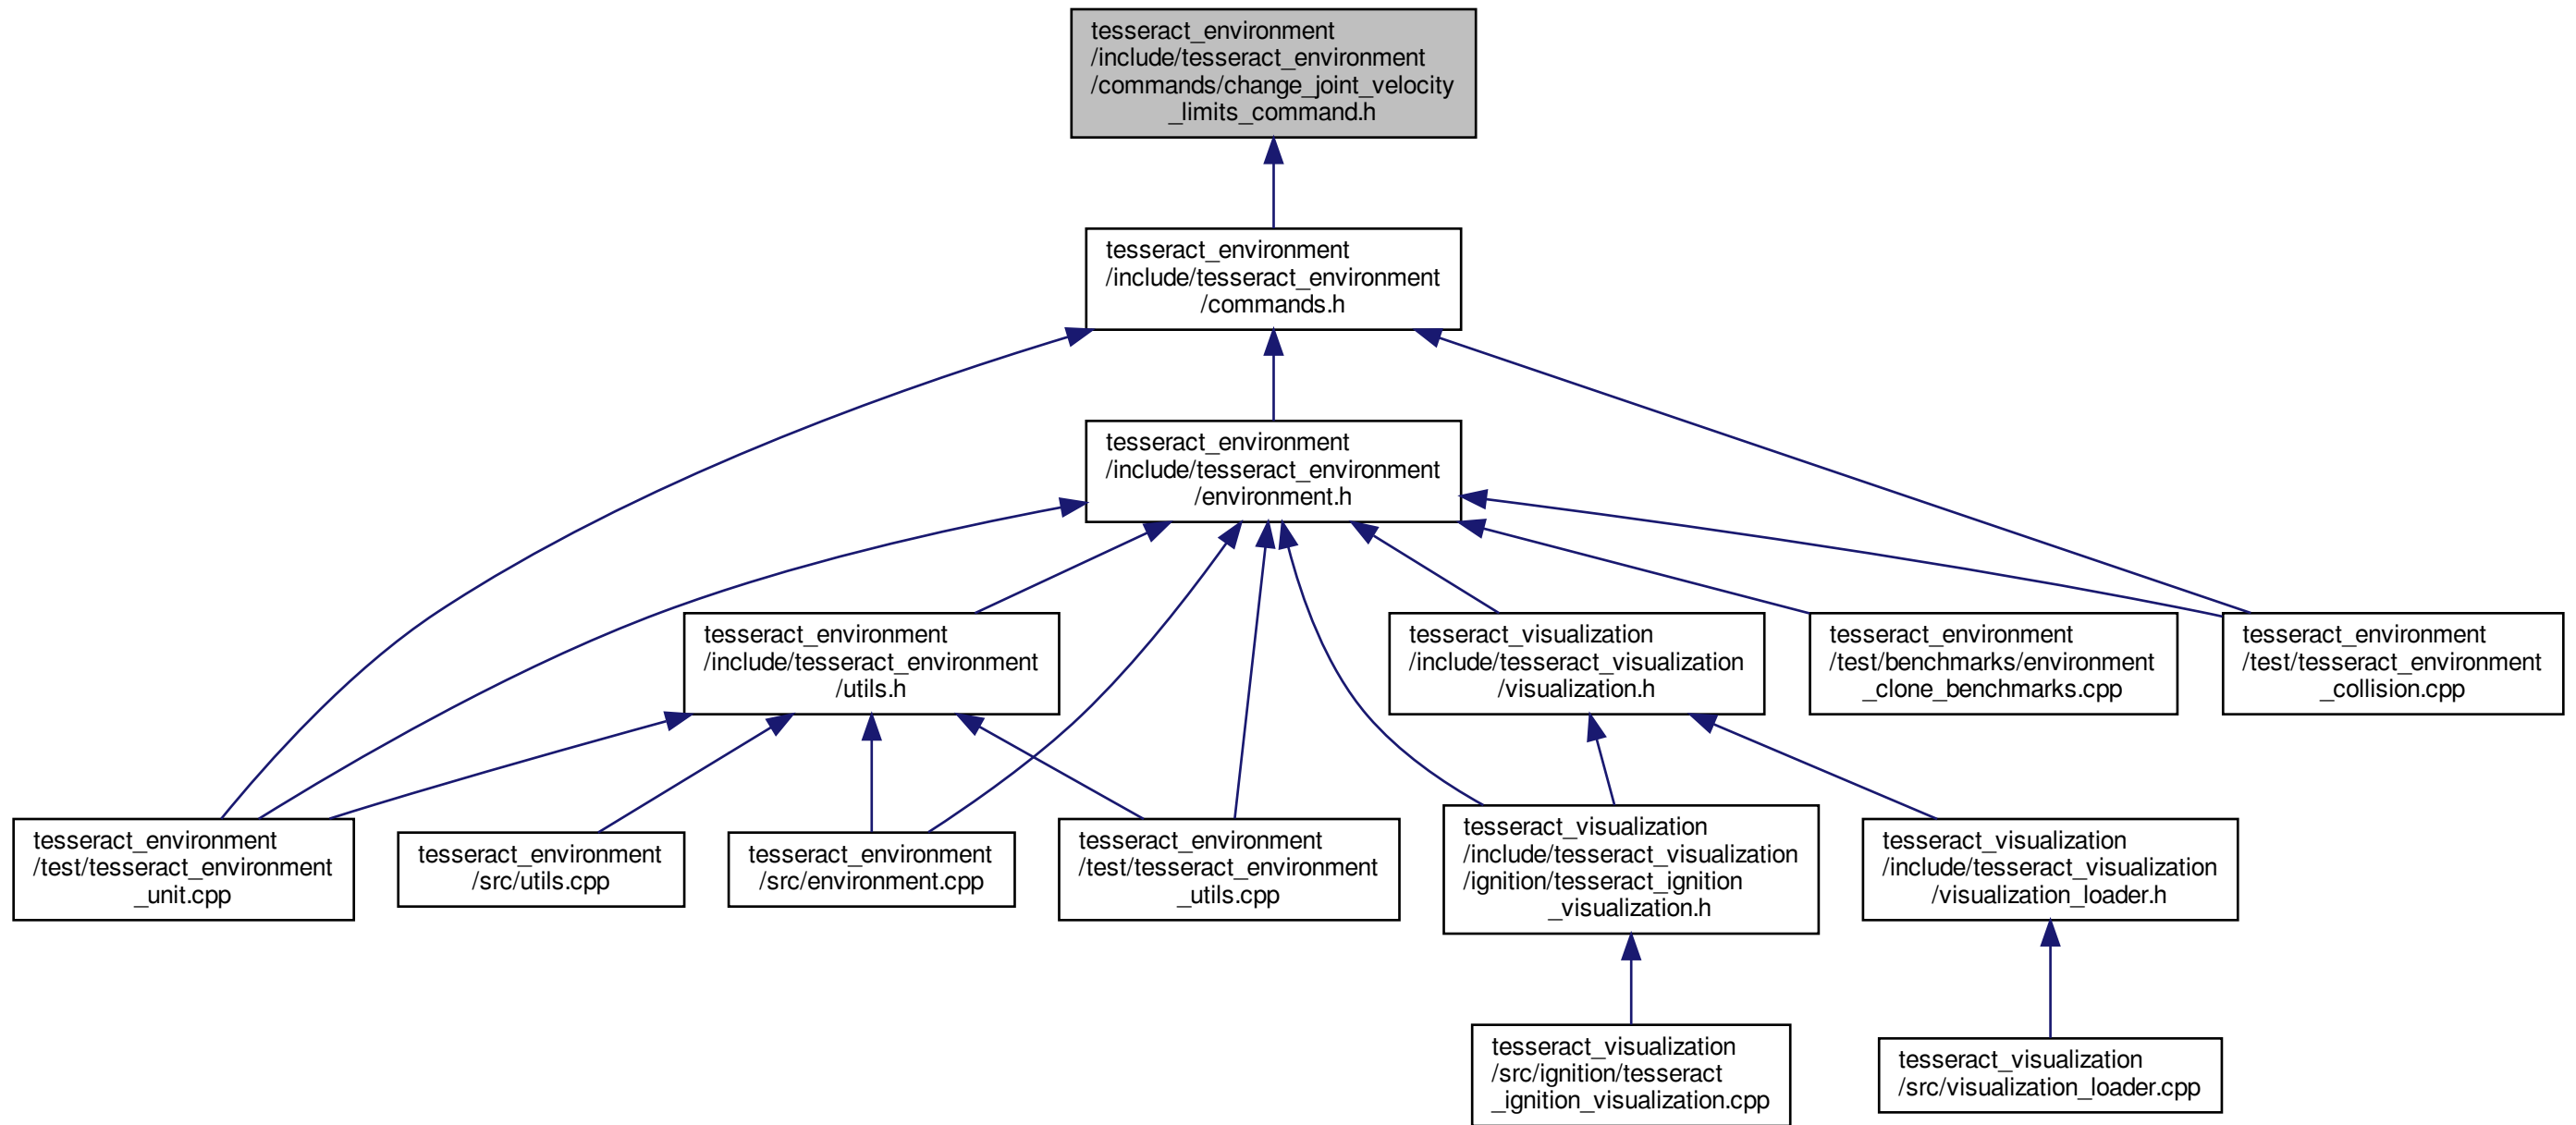 tesseract_environment
/include/tesseract_environment
/commands/change_joint_velocity
_limits_command.h
tesseract_environment
/include/tesseract_environment
/commands.h
tesseract_environment
/include/tesseract_environment
/environment.h
tesseract_environment
/include/tesseract_environment
/utils.h
tesseract_visualization
/include/tesseract_visualization
/visualization.h
tesseract_environment
/test/benchmarks/environment
_clone_benchmarks.cpp
tesseract_environment
/test/tesseract_environment
_collision.cpp
tesseract_environment
/test/tesseract_environment
_unit.cpp
tesseract_environment
/src/utils.cpp
tesseract_environment
/src/environment.cpp
tesseract_environment
/test/tesseract_environment
_utils.cpp
tesseract_visualization
/include/tesseract_visualization
/ignition/tesseract_ignition
_visualization.h
tesseract_visualization
/include/tesseract_visualization
/visualization_loader.h
tesseract_visualization
/src/ignition/tesseract
_ignition_visualization.cpp
tesseract_visualization
/src/visualization_loader.cpp